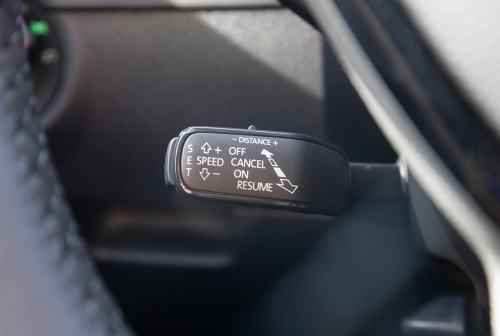 - DISTANCE +
S E T
+ OFF
SPEED CANCEL
- ON
RESUME